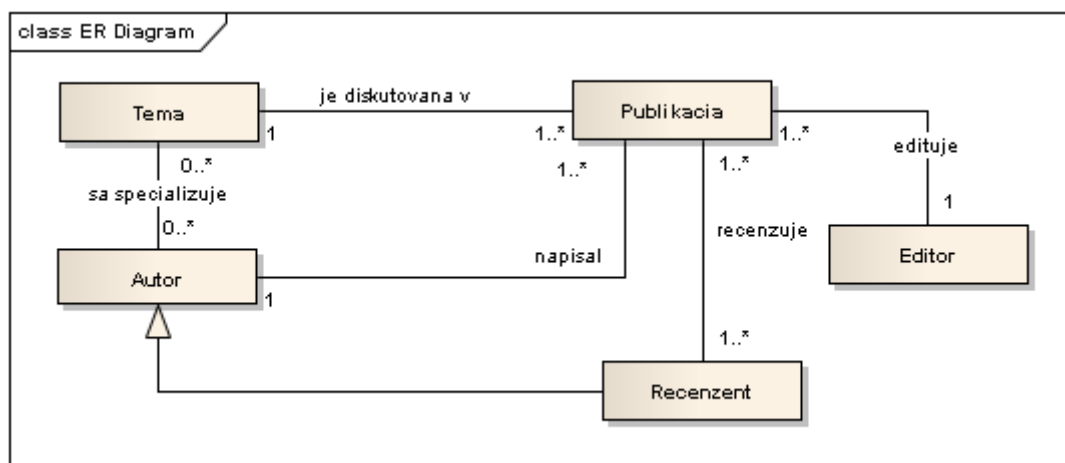 class ER Diagram
Tema
je diskutovana v
Publikacia
1
1..*
1..*
1..*
1..*
edituje
0..*
sa specializuje
0..*
1
Editor
recenzuje
napisal
Autor
1
1..*
Recenzent